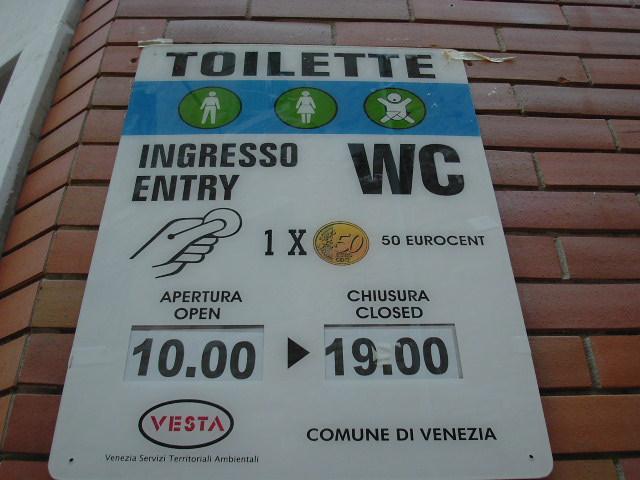 TOILETTE
INGRESSO
ENTRY
WC
1 X 50 50 EUROCENT
APERTURA
OPEN
CHIUSURA
CLOSED
10.00
19.00
VESTA
Venezia Servizi Territoriali Ambientali
COMUNE DI VENEZIA